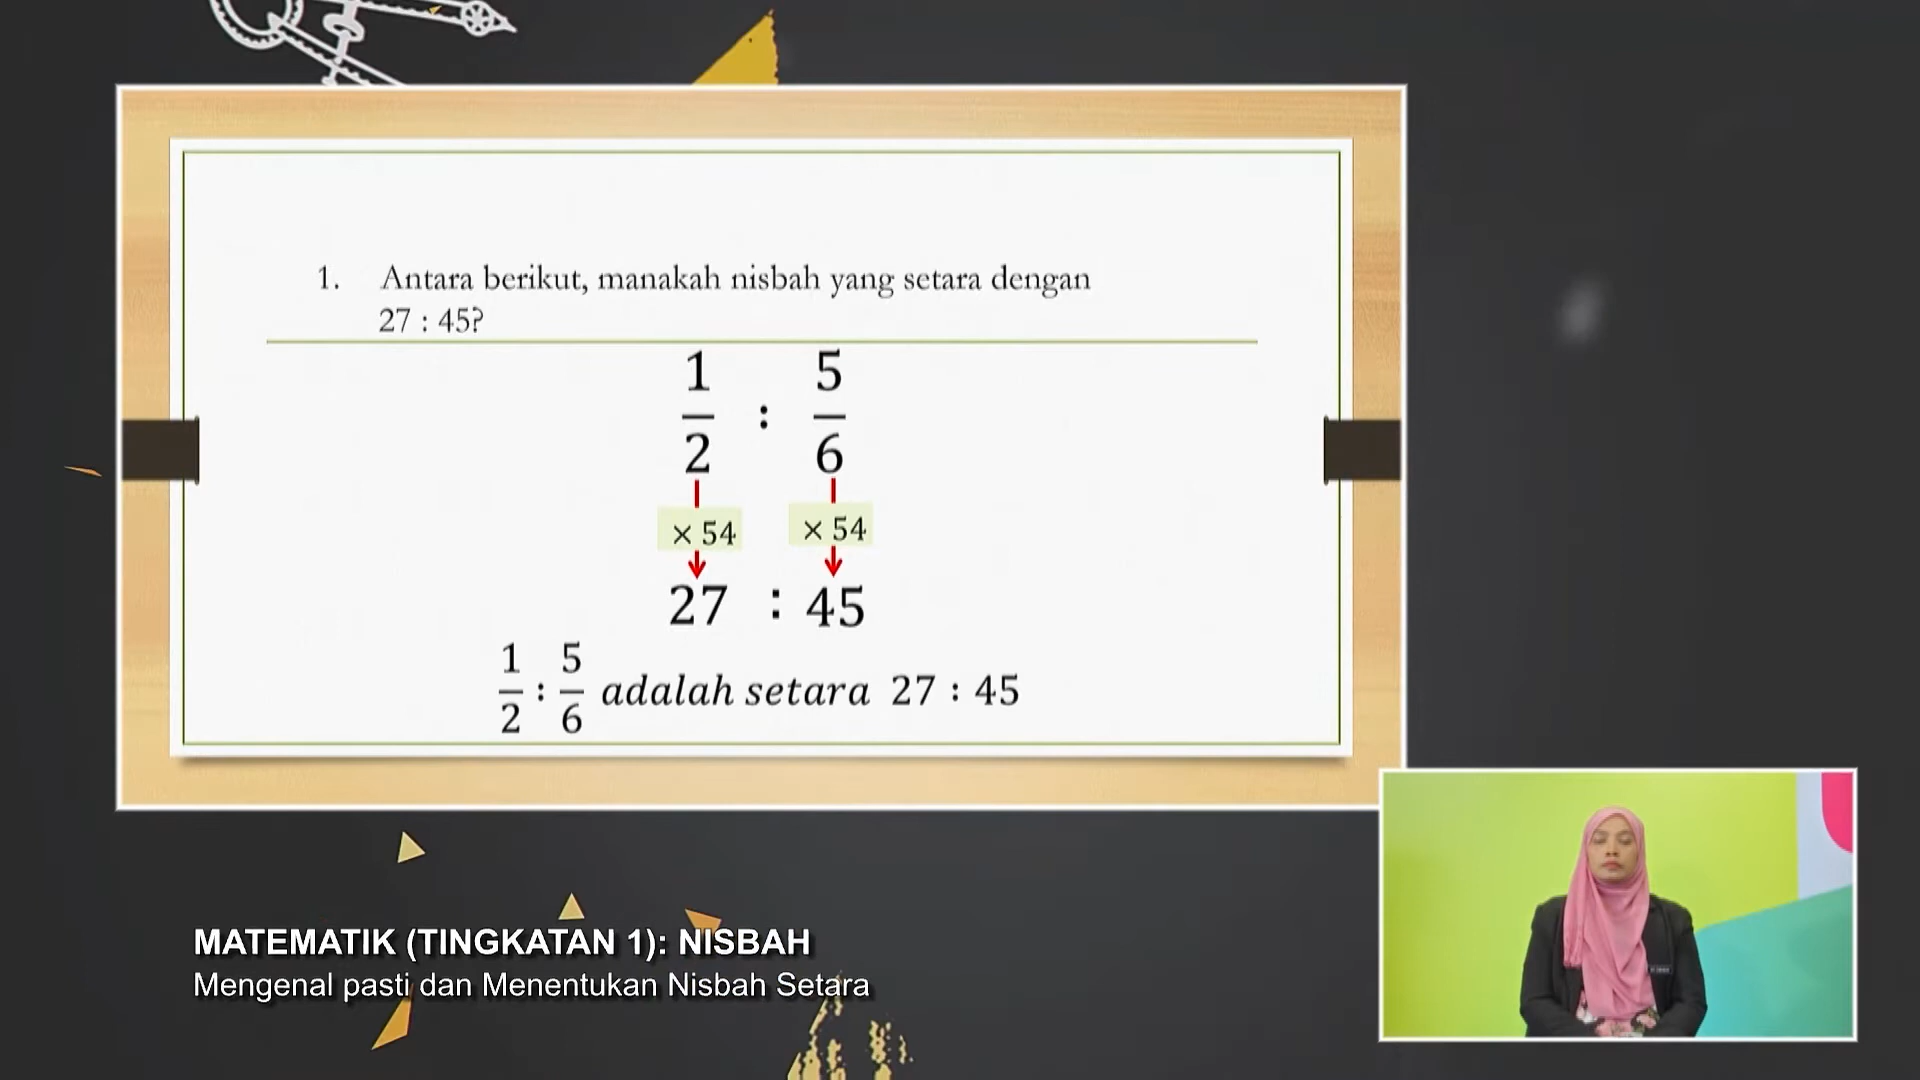 1. Antara berikut, manakah nisbah yang setara dengan
27 : 45?
1/2 : 5/6
× 54 × 54
27 : 45
1/2 : 5/6 adalah setara 27 : 45
MATEMATIK (TINGKATAN 1): NISBAH
Mengenal pasti dan Menentukan Nisbah Setara